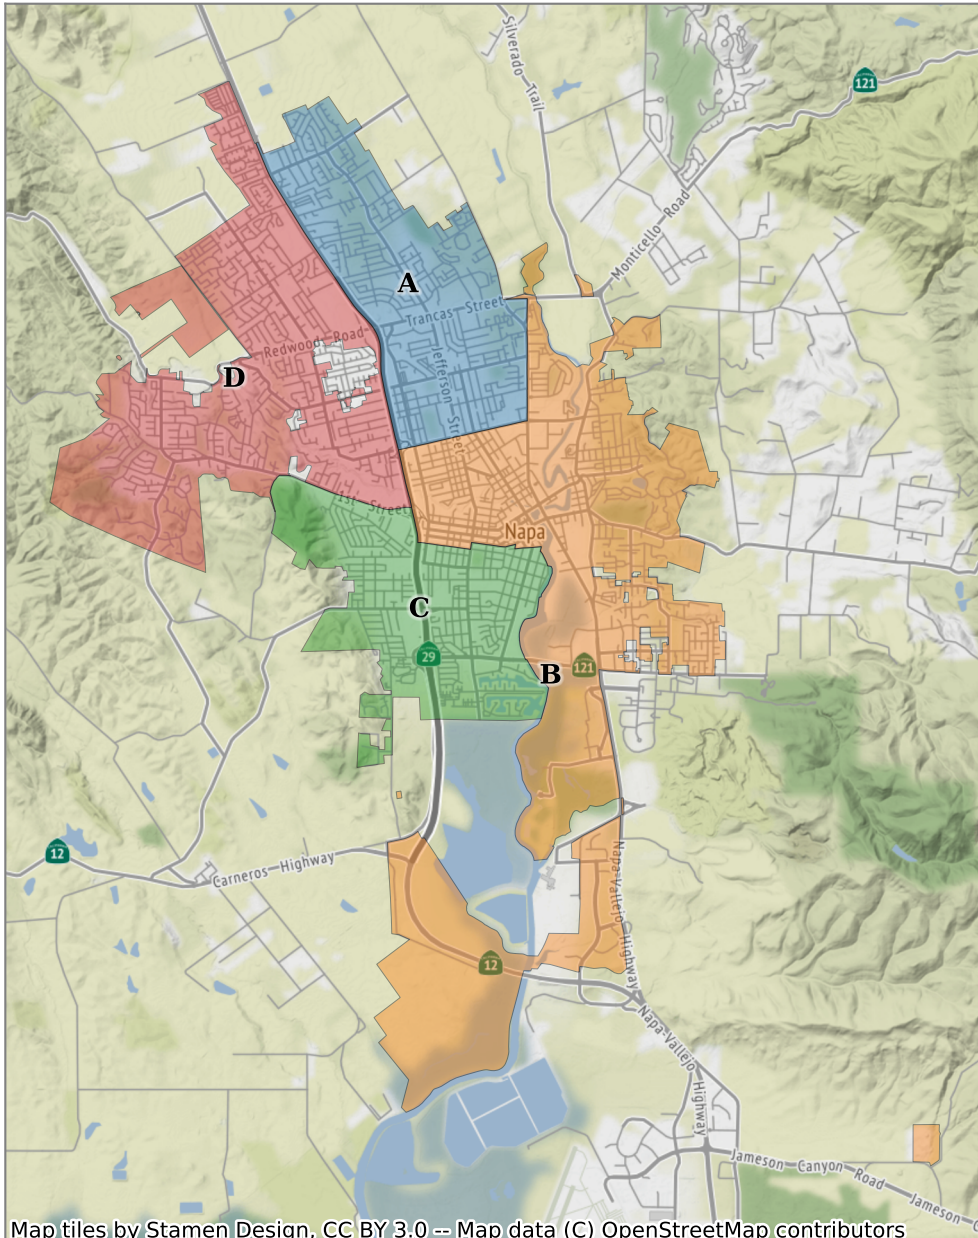 Silverado Trail
121
Monticello Road
A
Trancas Street
Jefferson Street
Redwood Road
D
1st Street
Napa
C
29
B
121
12
Carneros Highway
Napa-Vallejo Highway
12
Napa-Vallejo Highway
Jameson Canyon Road
Jameson C
Map tiles by Stamen Design, CC BY 3.0 -- Map data (C) OpenStreetMap contributors